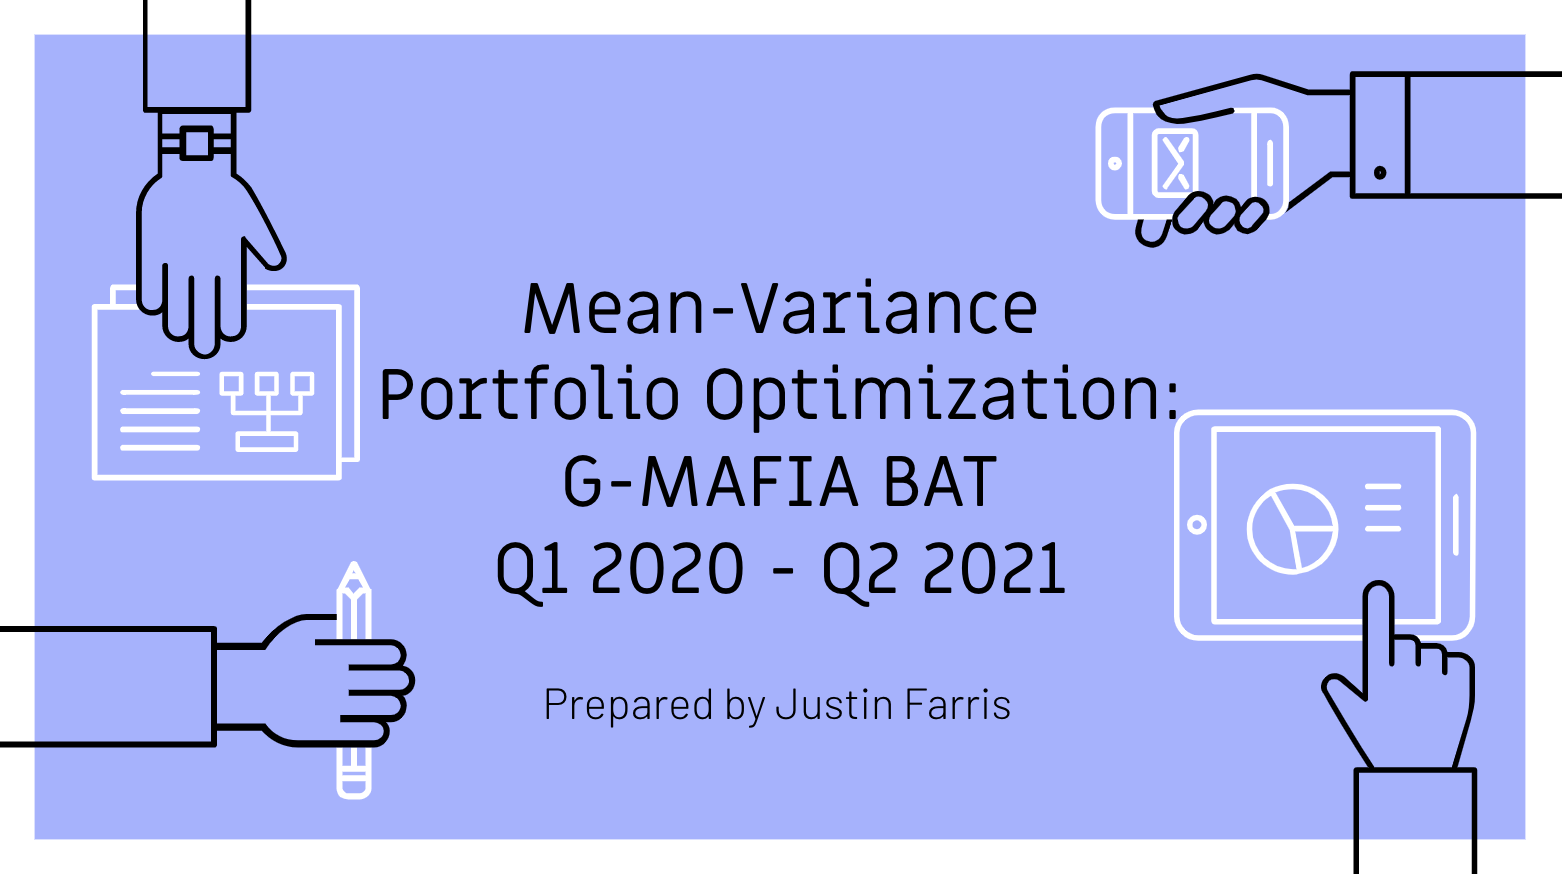 Mean-Variance
Portfolio Optimization:
G-MAFIA BAT
Q1 2020 - Q2 2021
Prepared by Justin Farris